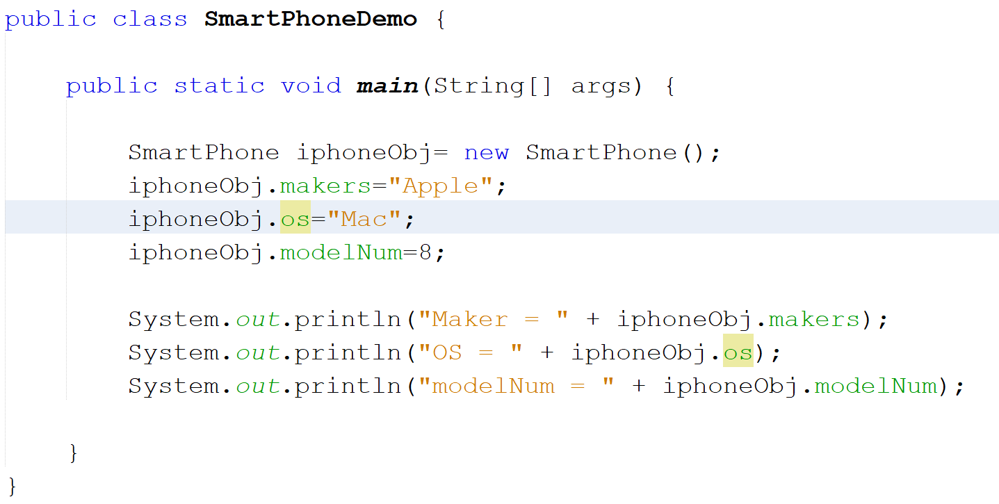 public class SmartPhoneDemo {
public static void main(String[] args) {
SmartPhone iphoneObj= new SmartPhone();
iphoneObj.makers="Apple";
iphoneObj.os="Mac";
iphoneObj.modelNum=8;
System.out.println("Maker = " + iphoneObj.makers);
System.out.println("OS = " + iphoneObj.os);
System.out.println("modelNum = " + iphoneObj.modelNum);
}
}